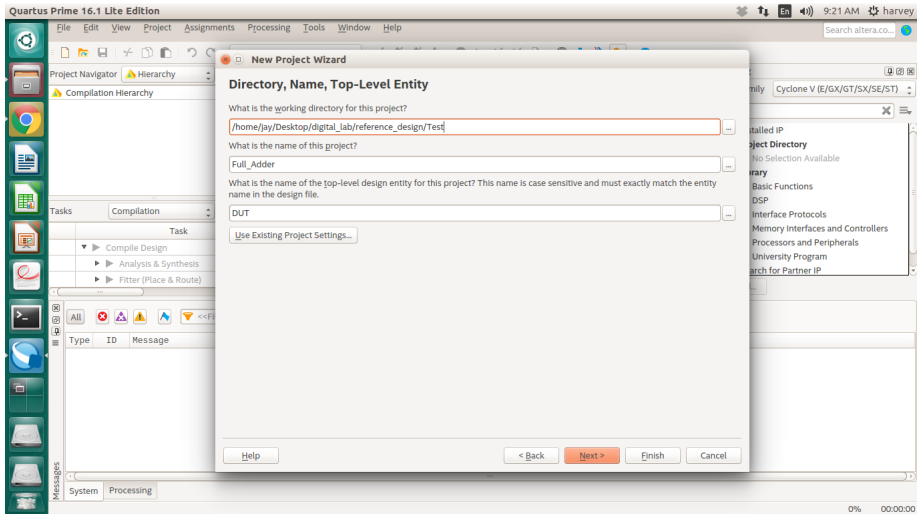 Quartus Prime 16.1 Lite Edition
En
9:21 AM
harvey
File Edit View Project Assignments Processing Tools Window Help
Search altera.co...
Project Navigator
Hierarchy
Compilation Hierarchy
Tasks
Compilation
Task
Compile Design
Analysis & Synthesis
Fitter (Place & Route)
All
<<Fi
Type ID Message
Messages
System Processing
New Project Wizard
Directory, Name, Top-Level Entity
What is the working directory for this project?
/home/jay/Desktop/digital_lab/reference_design/Test
...
What is the name of this project?
Full_Adder
...
What is the name of the top-level design entity for this project? This name is case sensitive and must exactly match the entity
name in the design file.
DUT
...
Use Existing Project Settings...
Help
< Back
Next >
Finish
Cancel
mily
Cyclone V (E/GX/GT/SX/SE/ST)
stalled IP
oject Directory
No Selection Available
rary
Basic Functions
DSP
Interface Protocols
Memory Interfaces and Controllers
Processors and Peripherals
University Program
arch for Partner IP
0% 00:00:00